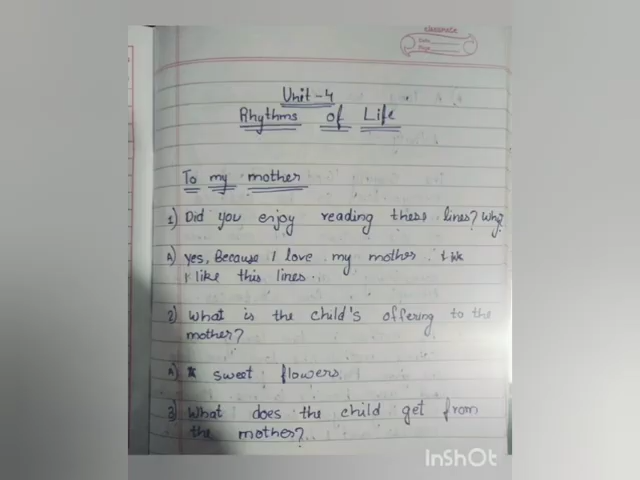 classmate
Date
Page
Unit-4
Rhythms of Life
To my mother
1) Did you enjoy reading these lines? Why?
A) yes, Because I love my mother.
I like this lines.
2) What is the child's offering to the
mother?
A) sweet flowers.
3) What does the child get from
the mother?
InShOt